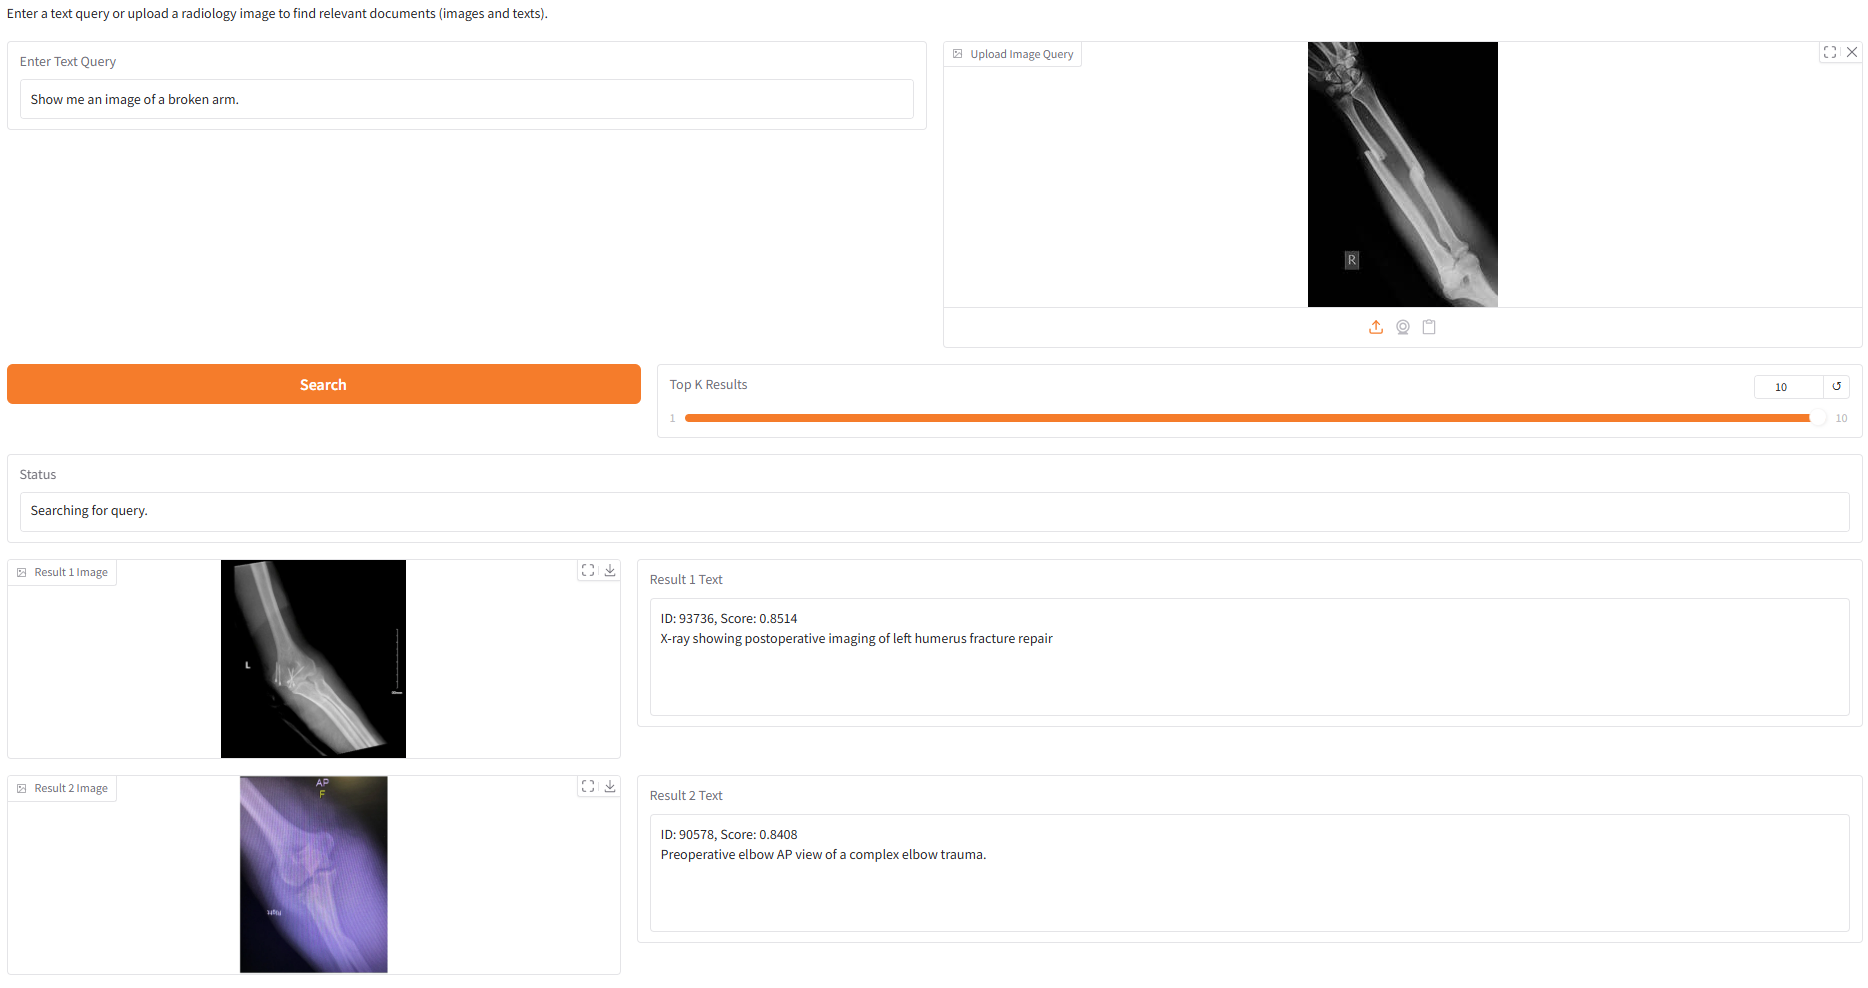 Enter a text query or upload a radiology image to find relevant documents (images and texts).
Enter Text Query
Show me an image of a broken arm.
Upload Image Query
R
Search
Top K Results
10
1
10
Status
Searching for query.
Result 1 Image
L
Result 1 Text
ID: 93736, Score: 0.8514
X-ray showing postoperative imaging of left humerus fracture repair
Result 2 Image
AP
F
Result 2 Text
ID: 90578, Score: 0.8408
Preoperative elbow AP view of a complex elbow trauma.